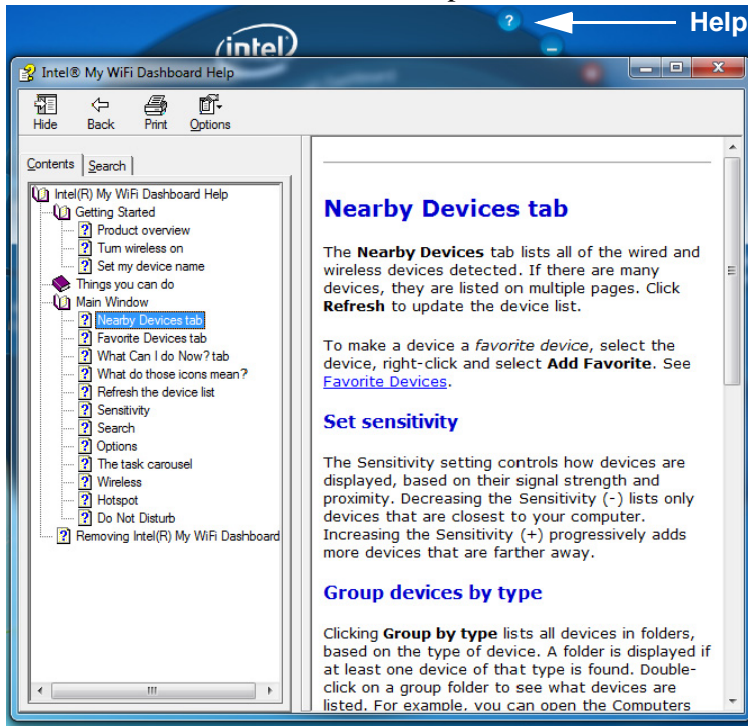 ? Help
(intel)
Intel® My WiFi Dashboard Help
Hide Back Print Options
Contents Search
Intel(R) My WiFi Dashboard Help
Getting Started
Product overview
Turn wireless on
Set my device name
Things you can do
Main Window
Nearby Devices tab
Favorite Devices tab
What Can I do Now? tab
What do those icons mean?
Refresh the device list
Sensitivity
Search
Options
The task carousel
Wireless
Hotspot
Do Not Disturb
Removing Intel(R) My WiFi Dashboard
Nearby Devices tab
The Nearby Devices tab lists all of the wired and
wireless devices detected. If there are many
devices, they are listed on multiple pages. Click
Refresh to update the device list.
To make a device a favorite device, select the
device, right-click and select Add Favorite. See
Favorite Devices.
Set sensitivity
The Sensitivity setting controls how devices are
displayed, based on their signal strength and
proximity. Decreasing the Sensitivity (-) lists only
devices that are closest to your computer.
Increasing the Sensitivity (+) progressively adds
more devices that are farther away.
Group devices by type
Clicking Group by type lists all devices in folders,
based on the type of device. A folder is displayed if
at least one device of that type is found. Double-
click on a group folder to see what devices are
listed. For example, you can open the Computers